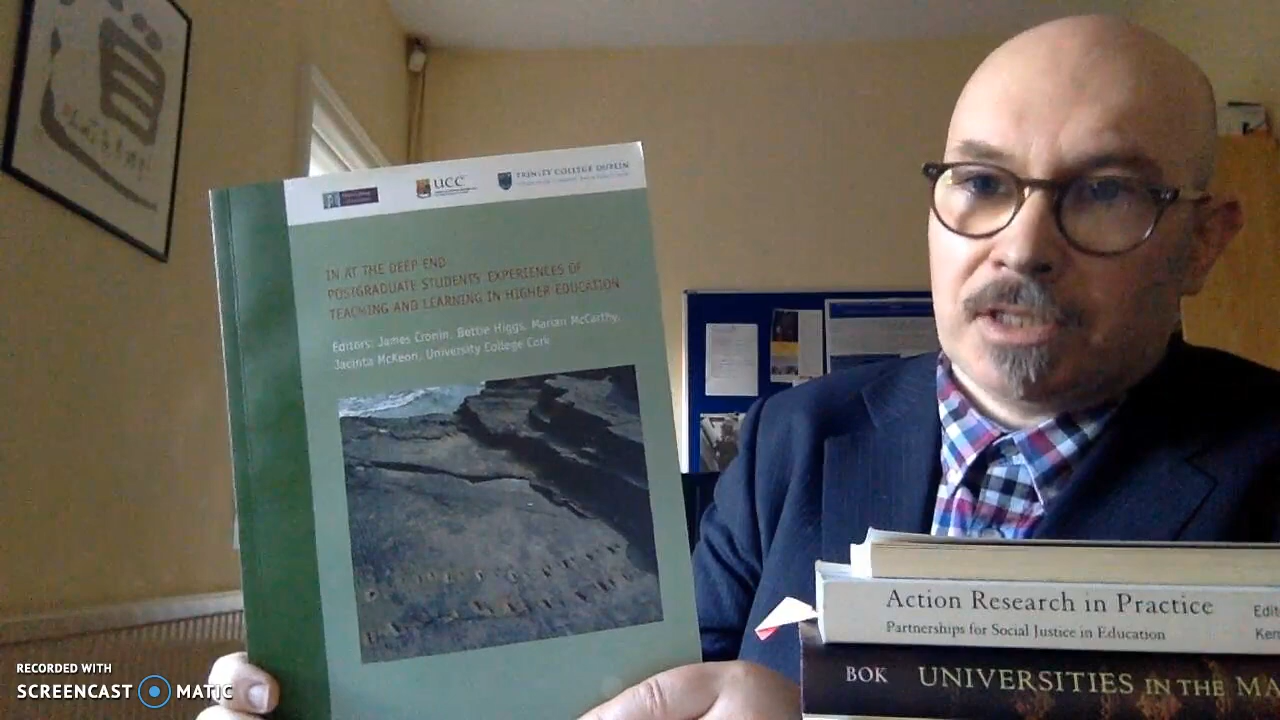 UCC
TRINITY COLLEGE DUBLIN
IN AT THE DEEP END
POSTGRADUATE STUDENTS' EXPERIENCES OF
TEACHING AND LEARNING IN HIGHER EDUCATION
Editors: James Cronin, Bettie Higgs, Marian McCarthy,
Jacinta McKeon, University College Cork
Action Research in Practice
Partnerships for Social Justice in Education
BOK UNIVERSITIES IN THE MA
RECORDED WITH
SCREENCAST MATIC